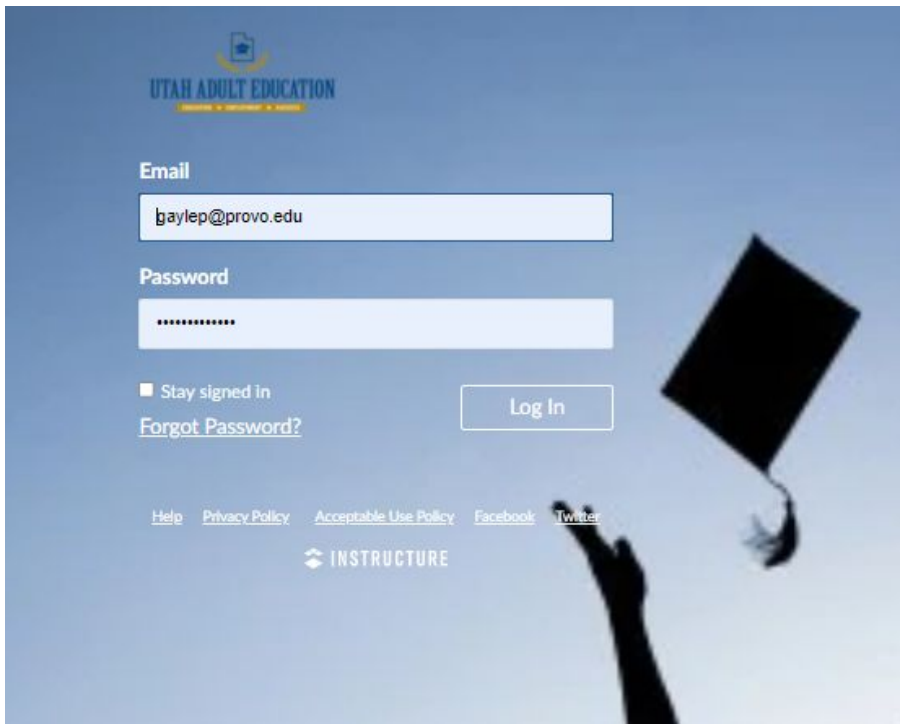 UTAH ADULT EDUCATION
Email
gaylep@provo.edu
Password
•••••••••••••
Stay signed in
Forgot Password?
Log In
Help Privacy Policy Acceptable Use Policy Facebook Twitter
INSTRUCTURE